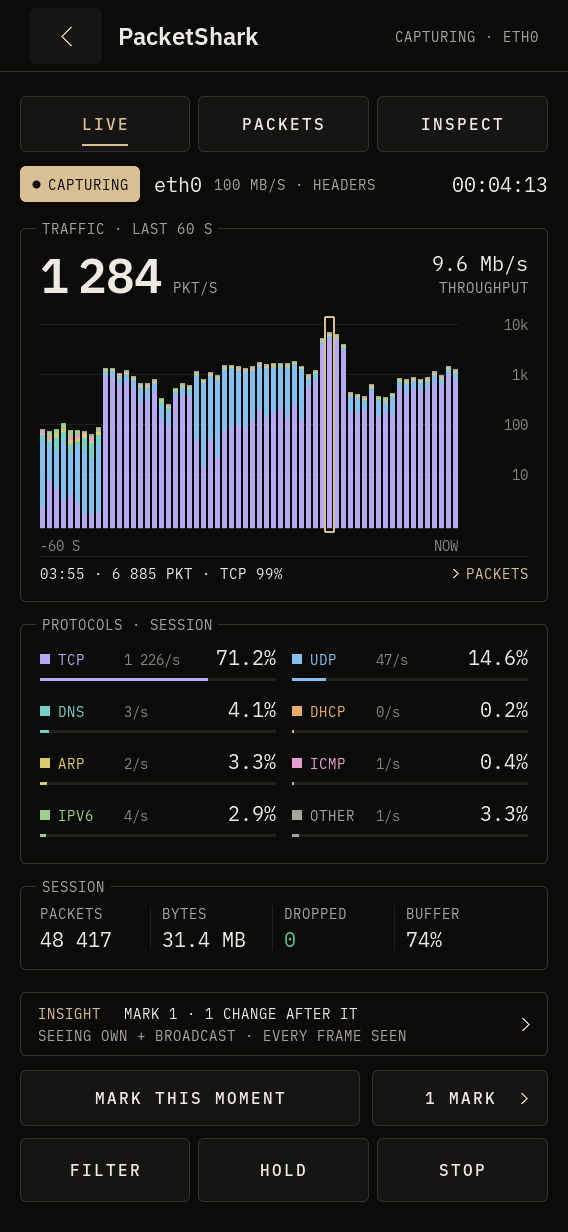 PacketShark
CAPTURING · ETH0
LIVE
PACKETS
INSPECT
● CAPTURING eth0 100 MB/S · HEADERS 00:04:13
TRAFFIC · LAST 60 S
1 284 PKT/S
9.6 Mb/s
THROUGHPUT
10k
1k
100
10
-60 S
NOW
03:55 · 6 885 PKT · TCP 99%
PACKETS
PROTOCOLS · SESSION
TCP 1 226/s 71.2%
UDP 47/s 14.6%
DNS 3/s 4.1%
DHCP 0/s 0.2%
ARP 2/s 3.3%
ICMP 1/s 0.4%
IPV6 4/s 2.9%
OTHER 1/s 3.3%
SESSION
PACKETS
48 417
BYTES
31.4 MB
DROPPED
0
BUFFER
74%
INSIGHT MARK 1 · 1 CHANGE AFTER IT
SEEING OWN + BROADCAST · EVERY FRAME SEEN
MARK THIS MOMENT
1 MARK
FILTER
HOLD
STOP